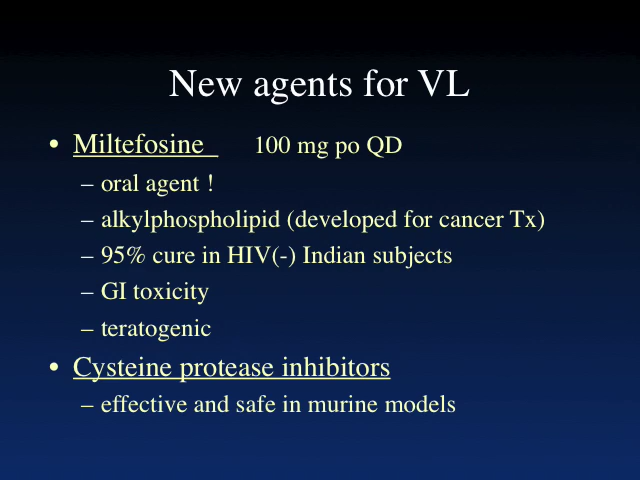 New agents for VL
• Miltefosine 100 mg po QD
– oral agent !
– alkylphospholipid (developed for cancer Tx)
– 95% cure in HIV(-) Indian subjects
– GI toxicity
– teratogenic
• Cysteine protease inhibitors
– effective and safe in murine models